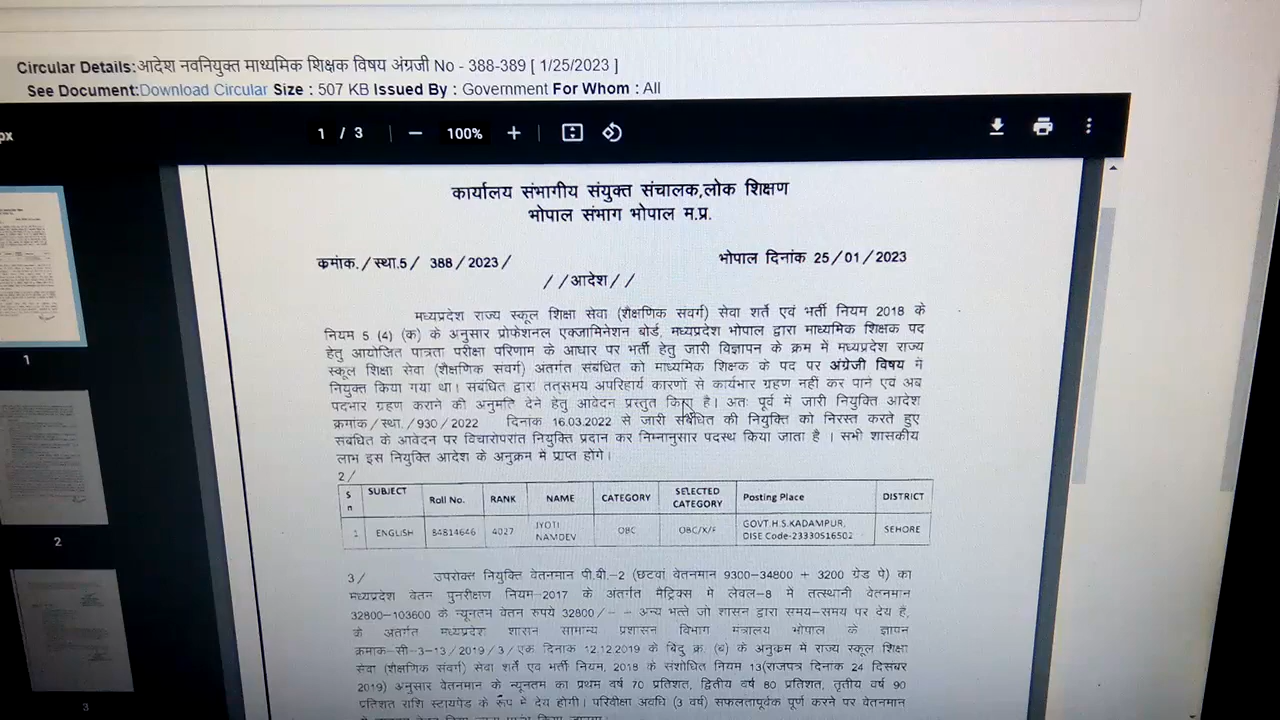 Circular Details:आदेश नवनियुक्त माध्यमिक शिक्षक विषय अंग्रजी No - 388-389 [ 1/25/2023 ]
See Document:Download Circular Size : 507 KB Issued By : Government For Whom : All
px
1 / 3 — 100% +
कार्यालय संभागीय संयुक्त संचालक,लोक शिक्षण
भोपाल संभाग भोपाल म.प्र.
कमांक./स्था.5/ 388/2023/ भोपाल दिनांक 25/01/2023
//आदेश//
मध्यप्रदेश राज्य स्कूल शिक्षा सेवा (शैक्षणिक संवर्ग) सेवा शर्ते एवं भर्ती नियम 2018 के
नियम 5 (4) (क) के अनुसार प्रोफेशनल एक्जामिनेशन बोर्ड, मध्यप्रदेश भोपाल द्वारा माध्यमिक शिक्षक पद
हेतु आयोजित पात्रता परीक्षा परिणाम के आधार पर भर्ती हेतु जारी विज्ञापन के क्रम में मध्यप्रदेश राज्य
स्कूल शिक्षा सेवा (शैक्षणिक संवर्ग) अंतर्गत संबंधित को माध्यमिक शिक्षक के पद पर अंग्रेजी विषय में
नियुक्त किया गया था। संबंधित द्वारा तत्समय अपरिहार्य कारणों से कार्यभार ग्रहण नहीं कर पाने एवं अब
पदभार ग्रहण कराने की अनुमति देने हेतु आवेदन प्रस्तुत किया है। अतः पूर्व में जारी नियुक्ति आदेश
क्रमांक/स्था./930/2022 दिनांक 16.03.2022 से जारी संबंधित की नियुक्ति को निरस्त करते हुए
संबंधित के आवेदन पर विचारोपरांत नियुक्ति प्रदान कर निम्नानुसार पदस्थ किया जाता है । सभी शासकीय
लाभ इस नियुक्ति आदेश के अनुक्रम में प्राप्त होंगे।
2/
S n SUBJECT Roll No. RANK NAME CATEGORY SELECTED CATEGORY Posting Place DISTRICT
1 ENGLISH 84814646 4027 JYOTI NAMDEV OBC OBC/X/F GOVT.H.S.KADAMPUR, DISE Code-23330516502 SEHORE
3/ उपरोक्त नियुक्ति वेतनमान पी.बी.-2 (छटवां वेतनमान 9300-34800 + 3200 ग्रेड पे) का
मध्यप्रदेश वेतन पुनरीक्षण नियम-2017 के अंतर्गत मैट्रिक्स में लेवल-8 में तत्स्थानी वेतनमान
32800-103600 के न्यूनतम वेतन रुपये 32800/- - अन्य भत्ते जो शासन द्वारा समय-समय पर देय है,
के अंतर्गत मध्यप्रदेश शासन सामान्य प्रशासन विभाग मंत्रालय भोपाल के ज्ञापन
क्रमाक-सी-3-13/2019/3/एक दिनांक 12.12.2019 के बिंदु क्र. (ब) के अनुक्रम में राज्य स्कूल शिक्षा
सेवा (शैक्षणिक संवर्ग) सेवा शर्ते एवं भर्ती नियम, 2018 के संशोधित नियम 13(राजपत्र दिनांक 24 दिसंबर
2019) अनुसार वेतनमान के न्यूनतम का प्रथम वर्ष 70 प्रतिशत, द्वितीय वर्ष 80 प्रतिशत, तृतीय वर्ष 90
प्रतिशत राशि स्टायपेंड के रूप में देय होगी। परिवीक्षा अवधि (3 वर्ष) सफलतापूर्वक पूर्ण करने पर वेतनमान
1
2
3